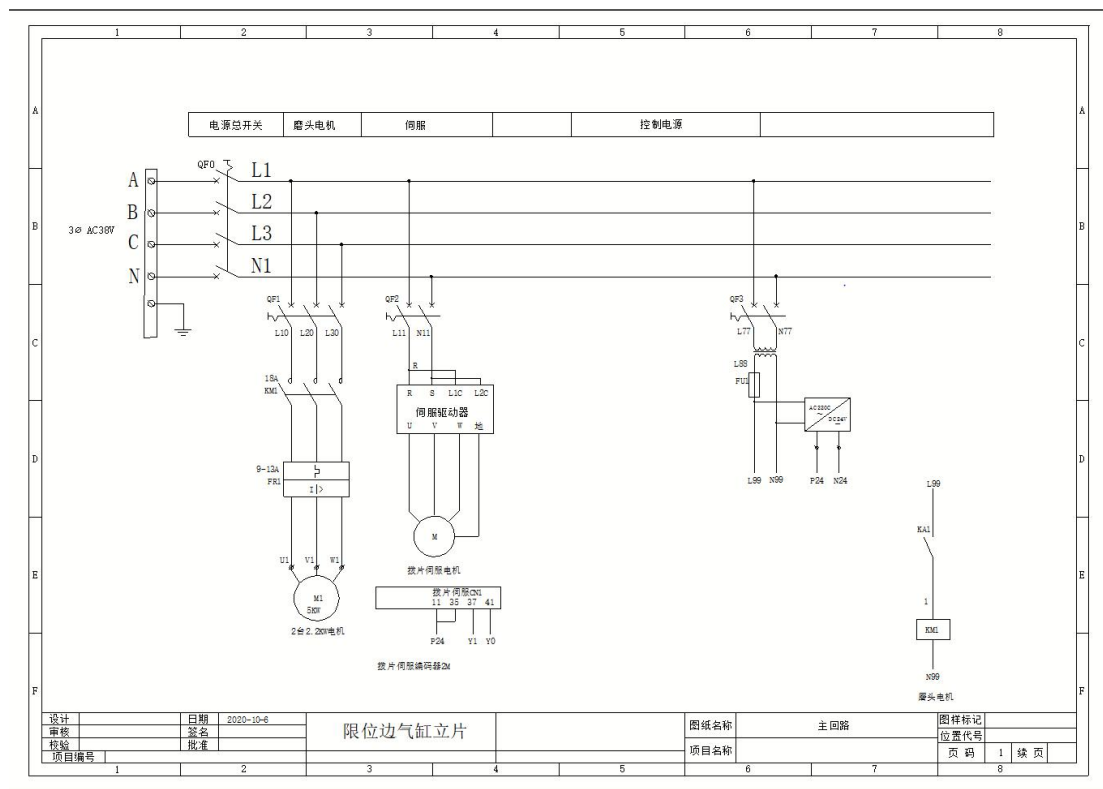 1 2 3 4 5 6 7 8
A A
电源总开关 磨头电机 伺服 控制电源
QF0
A L1
B L2
B B
3∅ AC38V
C L3
N N1
QF1 QF2 QF3
L10 L20 L30 L11 N11 L77 N77
C C
R
L88
18A
KM1
FU1
R S L1C L2C
伺服驱动器
U V W 地
AC220C
DC24V
D D
9-13A
FR1
I >
L99 N99 P24 N24
L99
KA1
M
U1 V1 W1
拨片伺服电机
E E
M1
5KW
拨片伺服CN1
11 35 37 41
1
2台2.2KW电机
KM1
P24 Y1 Y0
拨片伺服编码器2M
N99
F F
磨头电机
设计 日期 2020-10-6
审核 签名
校验 批准
项目编号
限位边气缸立片
图纸名称 主回路
项目名称
图样标记
位置代号
页 码 1 续 页
1 2 3 4 5 6 7 8